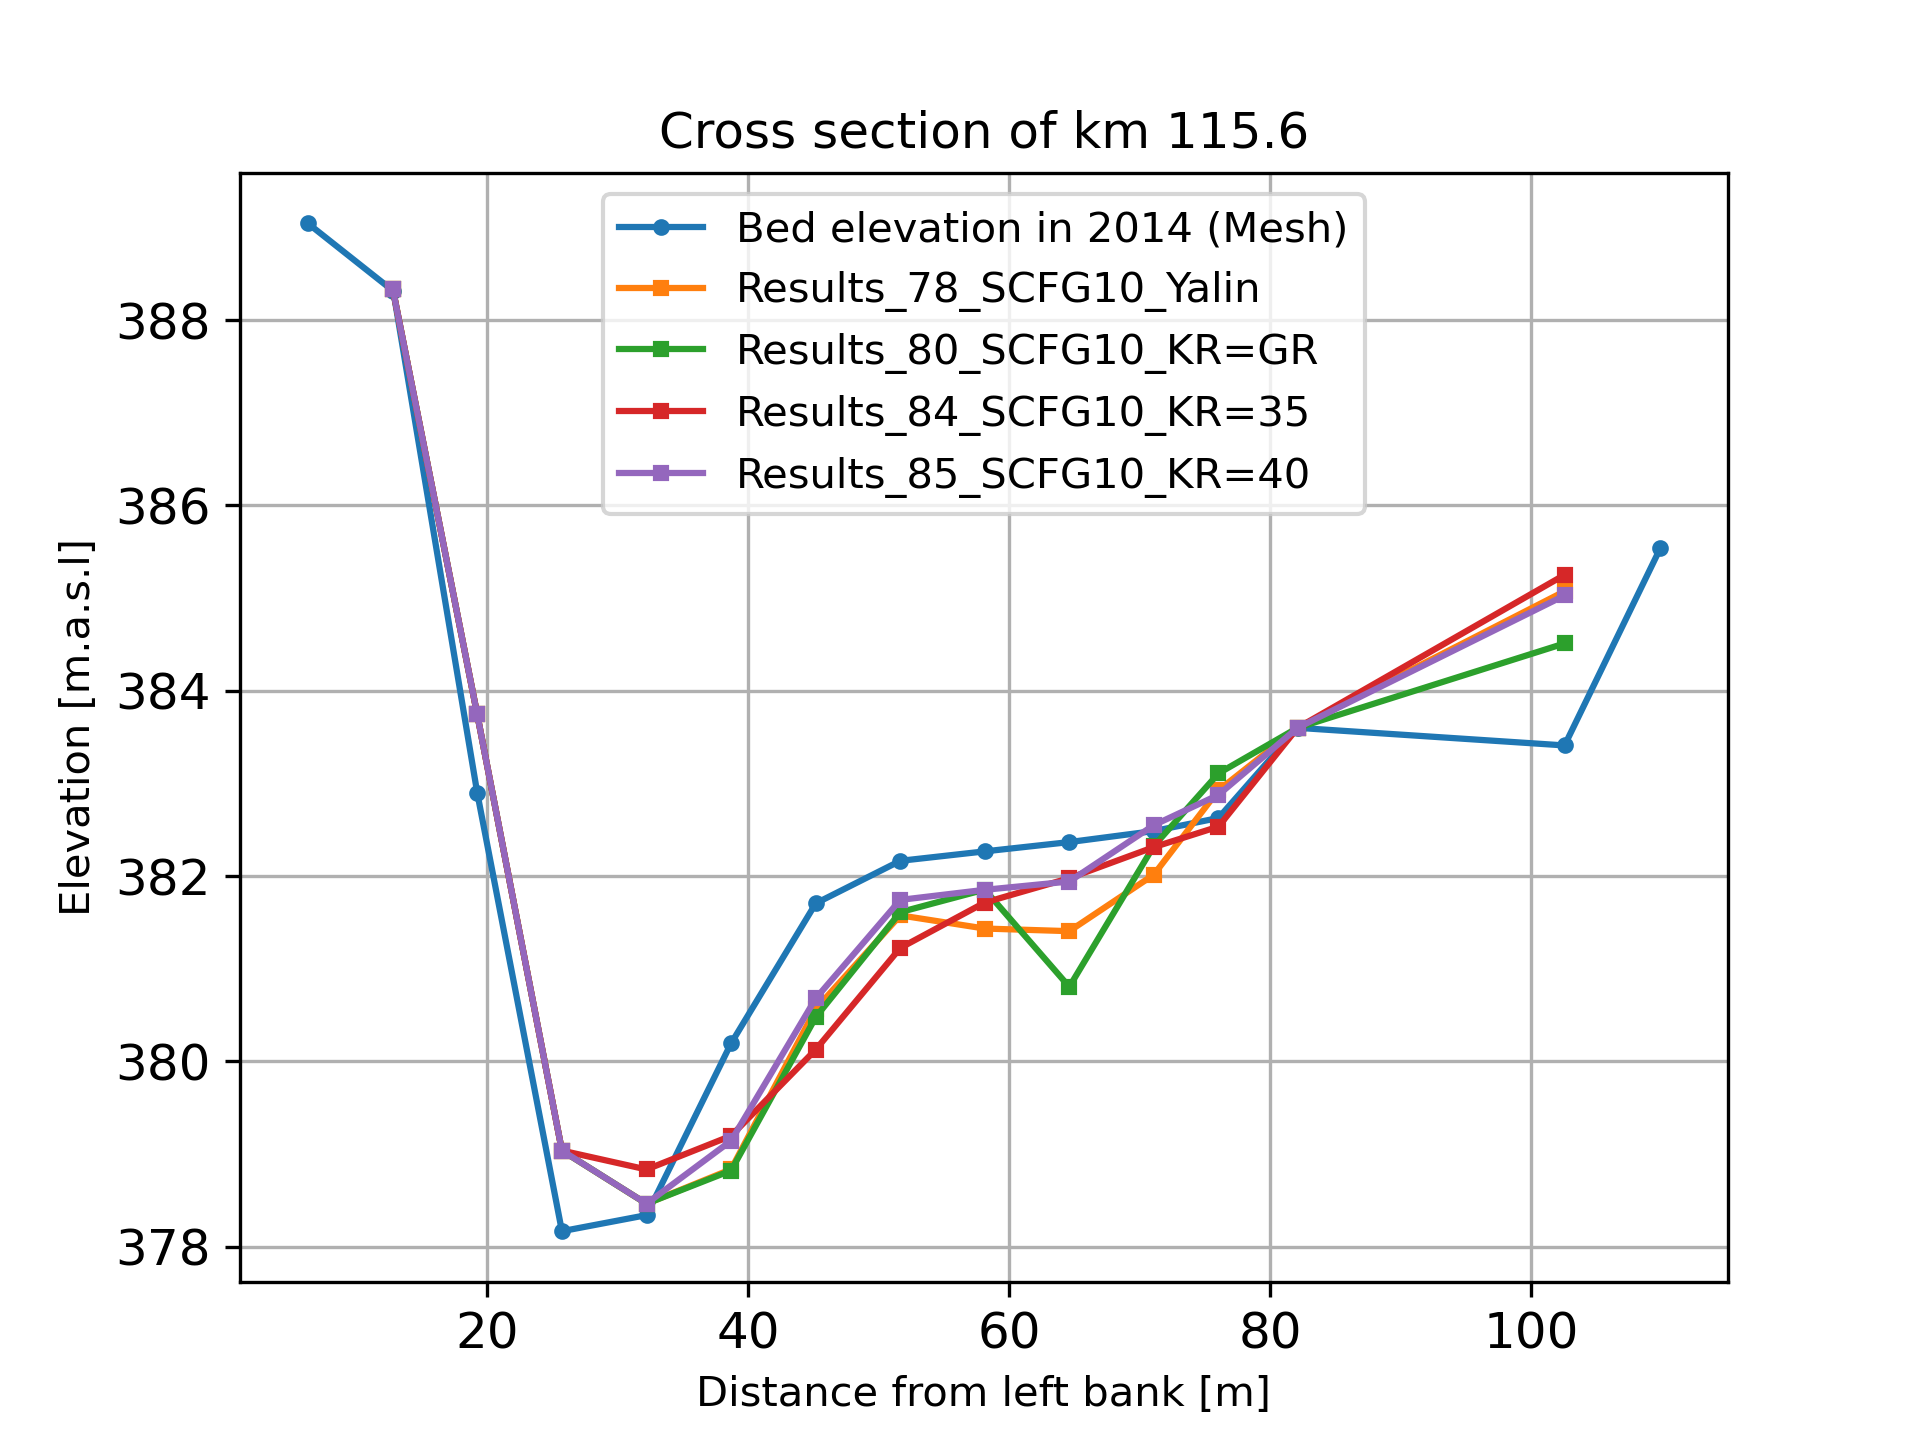 Cross section of km 115.6
Bed elevation in 2014 (Mesh)
Results_78_SCFG10_Yalin
Results_80_SCFG10_KR=GR
Results_84_SCFG10_KR=35
Results_85_SCFG10_KR=40
388
386
384
382
380
378
Elevation [m.a.s.l]
20 40 60 80 100
Distance from left bank [m]